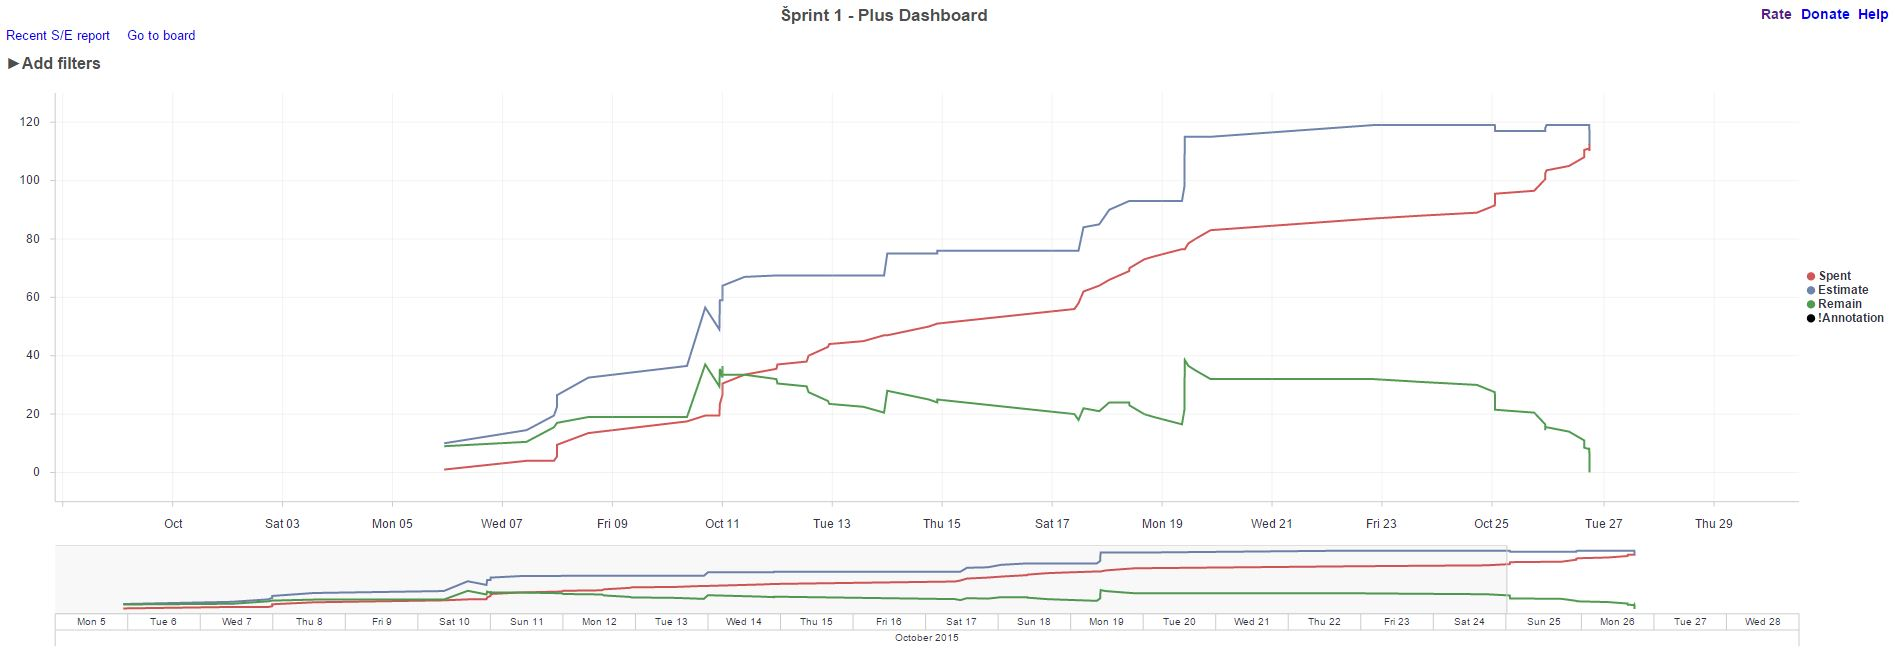 Šprint 1 - Plus Dashboard
Rate Donate Help
Recent S/E report Go to board
►Add filters
120
100
80
60
40
20
0
Spent
Estimate
Remain
!Annotation
Oct Sat 03 Mon 05 Wed 07 Fri 09 Oct 11 Tue 13 Thu 15 Sat 17 Mon 19 Wed 21 Fri 23 Oct 25 Tue 27 Thu 29
Mon 5 Tue 6 Wed 7 Thu 8 Fri 9 Sat 10 Sun 11 Mon 12 Tue 13 Wed 14 Thu 15 Fri 16 Sat 17 Sun 18 Mon 19 Tue 20 Wed 21 Thu 22 Fri 23 Sat 24 Sun 25 Mon 26 Tue 27 Wed 28
October 2015